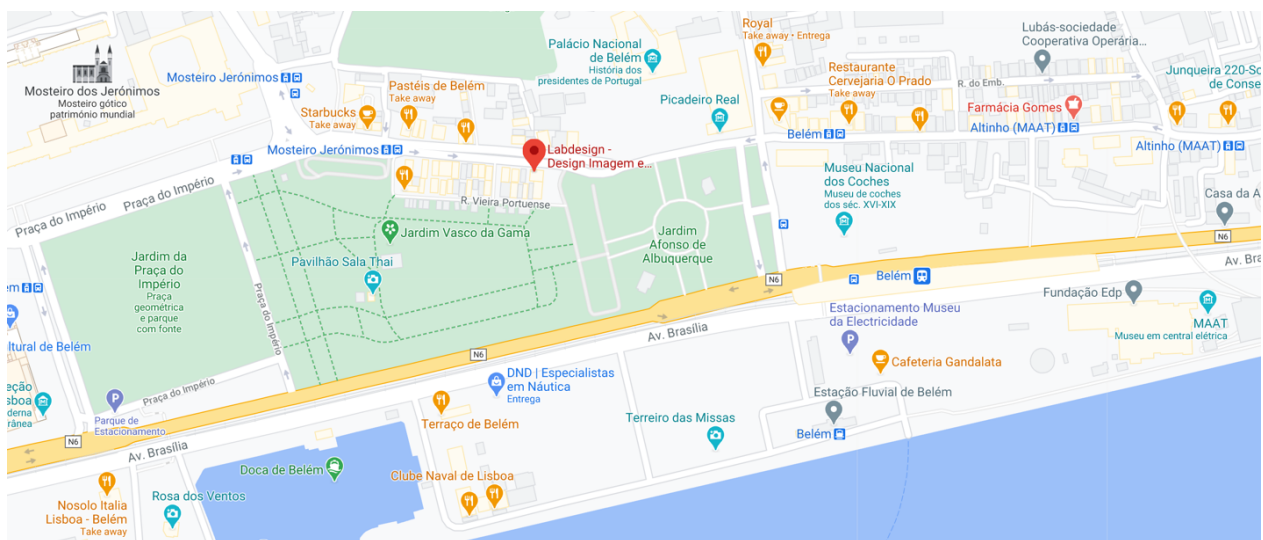 Royal
Take away • Entrega
Lubás-sociedade
Cooperativa Operária...
Palácio Nacional
de Belém
História dos
presidentes de Portugal
Mosteiro Jerónimos
Mosteiro dos Jerónimos
Mosteiro gótico
património mundial
Pastéis de Belém
Take away
Starbucks
Take away
Restaurante
Cervejaria O Prado
Take away
R. do Emb.
Junqueira 220-So
de Conse
Picadeiro Real
Farmácia Gomes
Belém
Altinho (MAAT)
Altinho (MAAT)
Mosteiro Jerónimos
Labdesign -
Design Imagem e...
Museu Nacional
dos Coches
Museu de coches
dos séc. XVI-XIX
Praça do Império
Praça do Império
R. Vieira Portuense
Casa da A
Jardim Vasco da Gama
Jardim
Afonso de
Albuquerque
N6
Jardim da
Praça do
Império
Praça
geométrica
e parque
com fonte
Pavilhão Sala Thai
Praça do Império
N6
Belém
Av. Bra
Fundação Edp
Estacionamento Museu
da Electricidade
MAAT
Museu em central elétrica
Av. Brasília
ltural de Belém
N6
Cafeteria Gandalata
DND | Especialistas
em Náutica
Entrega
Praça do Império
eção
isboa
derna
rânea
Parque de
Estacionamento
Terraço de Belém
Terreiro das Missas
Estação Fluvial de Belém
Belém
N6
Av. Brasília
Doca de Belém
Clube Naval de Lisboa
Nosolo Italia
Lisboa - Belém
Take away
Rosa dos Ventos